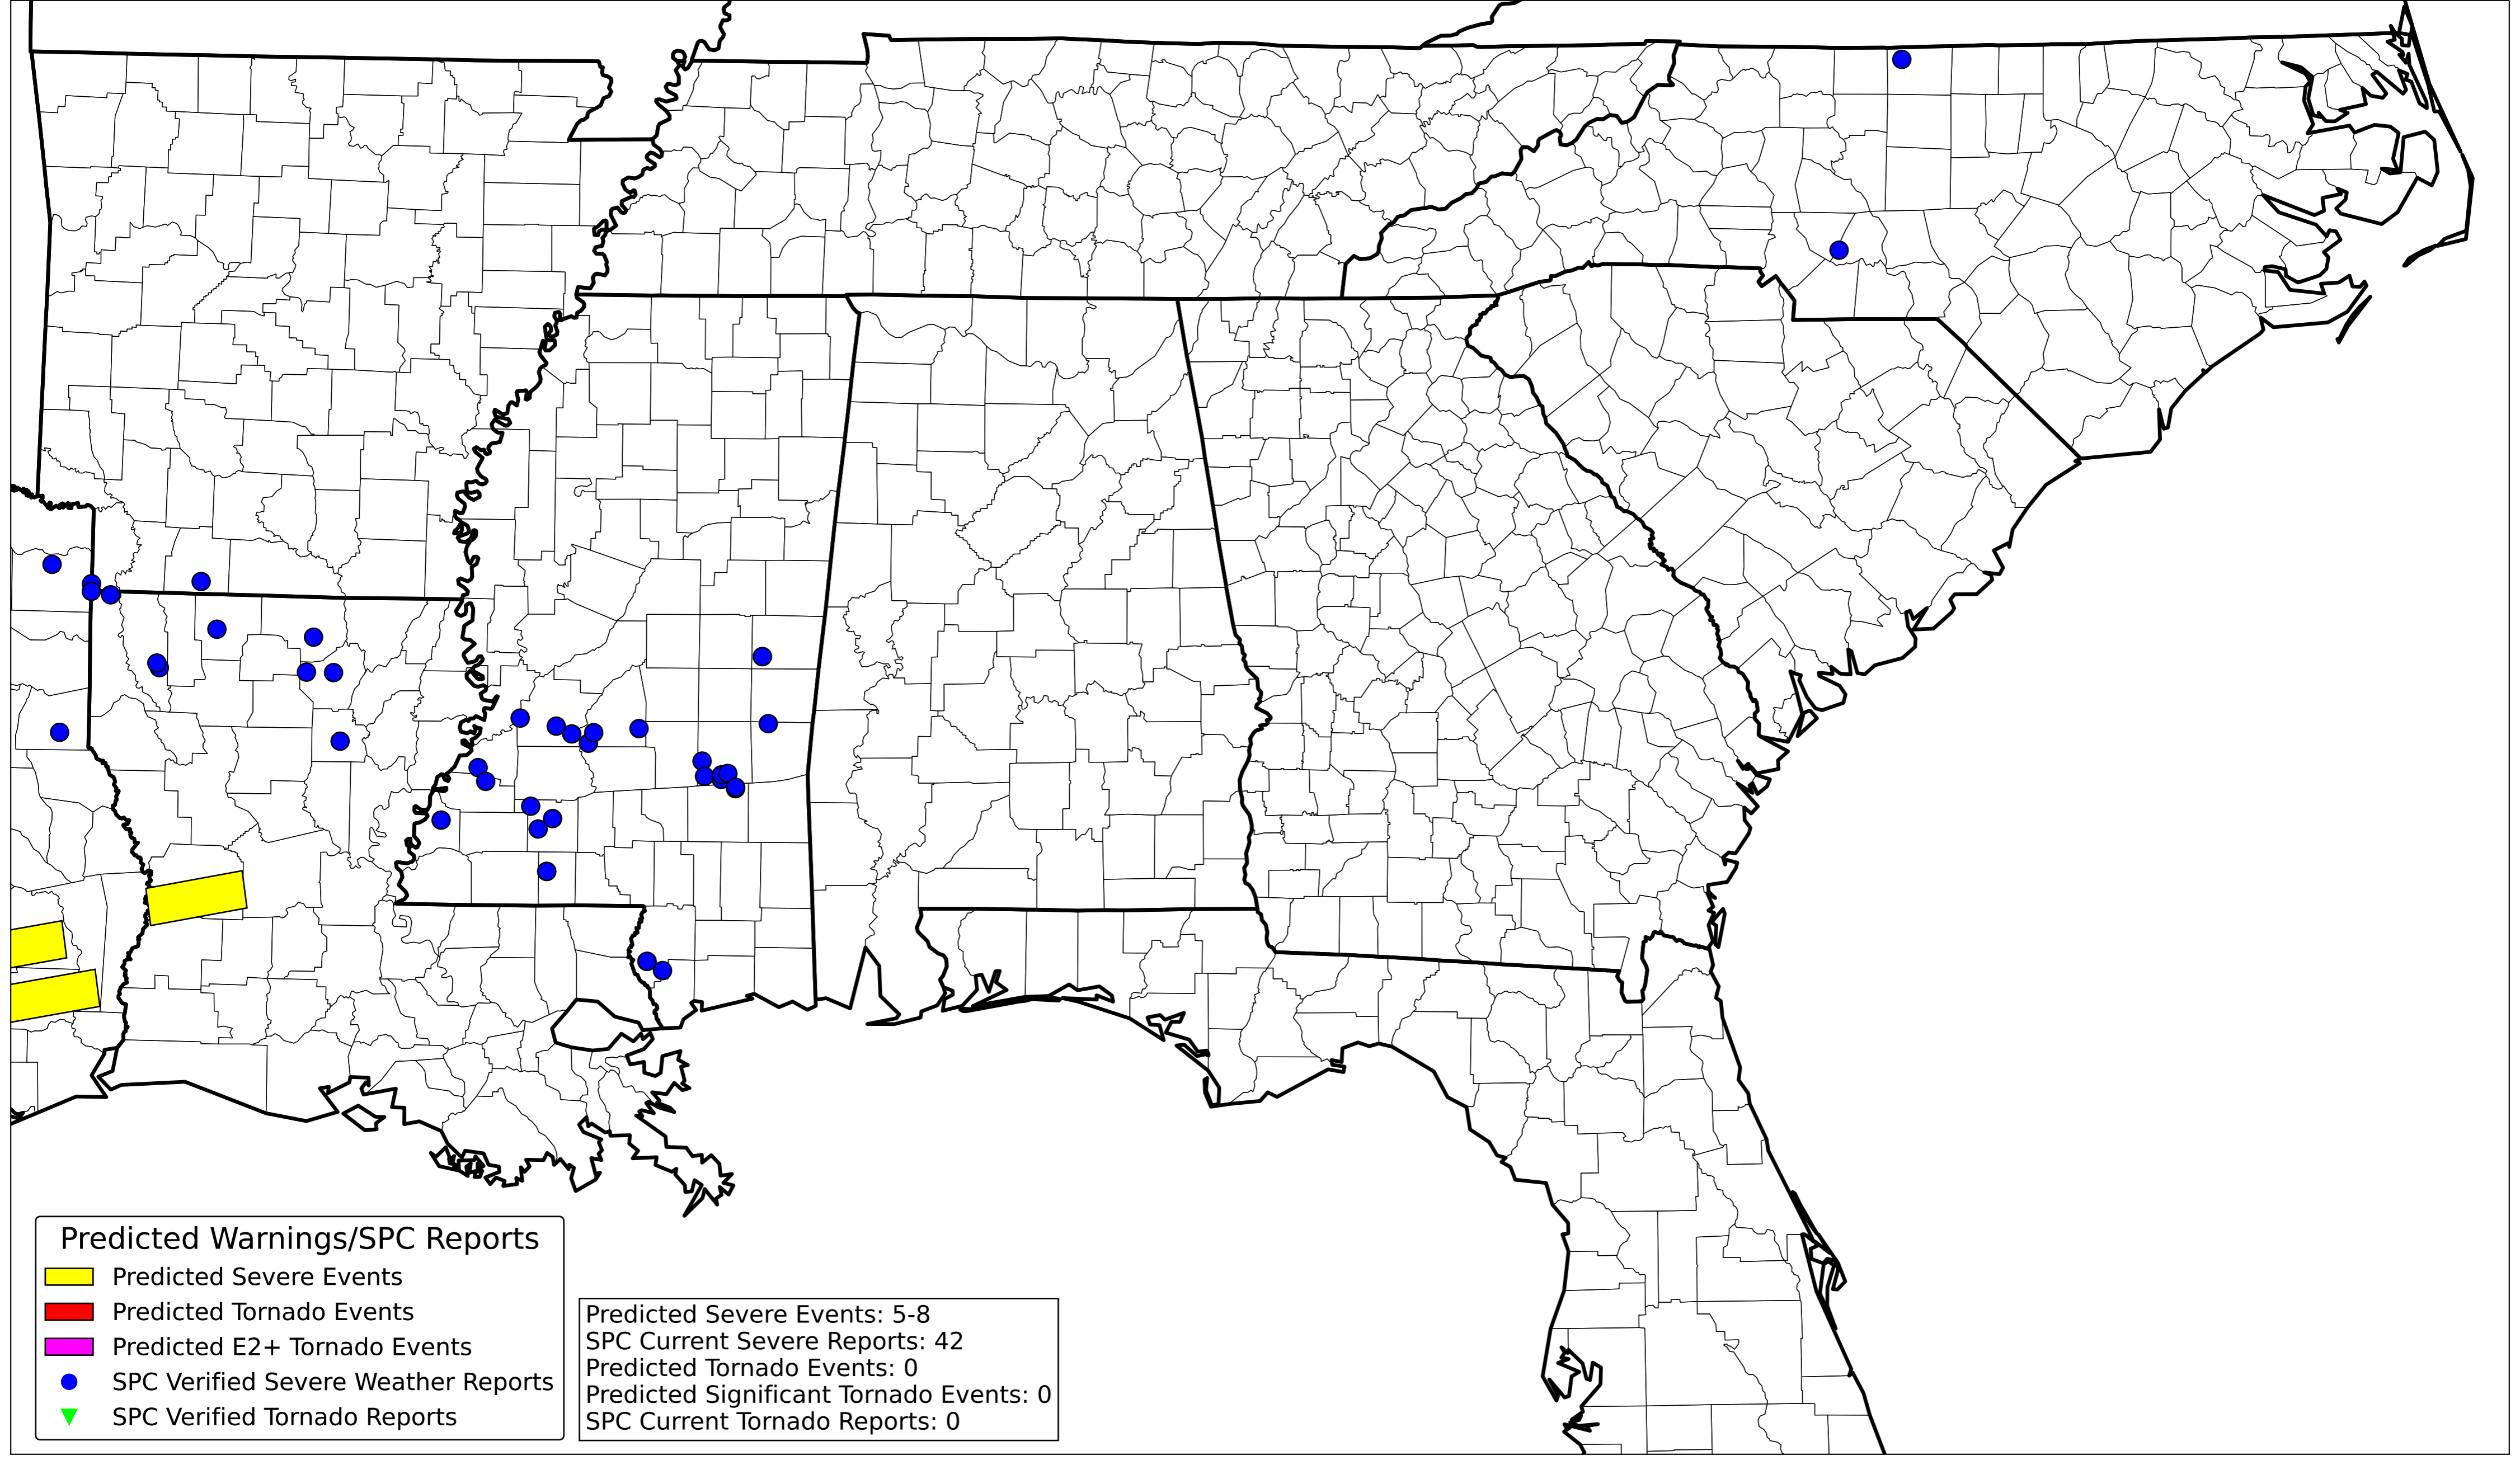 Predicted Warnings/SPC Reports
Predicted Severe Events
Predicted Tornado Events
Predicted E2+ Tornado Events
SPC Verified Severe Weather Reports
SPC Verified Tornado Reports
Predicted Severe Events: 5-8
SPC Current Severe Reports: 42
Predicted Tornado Events: 0
Predicted Significant Tornado Events: 0
SPC Current Tornado Reports: 0